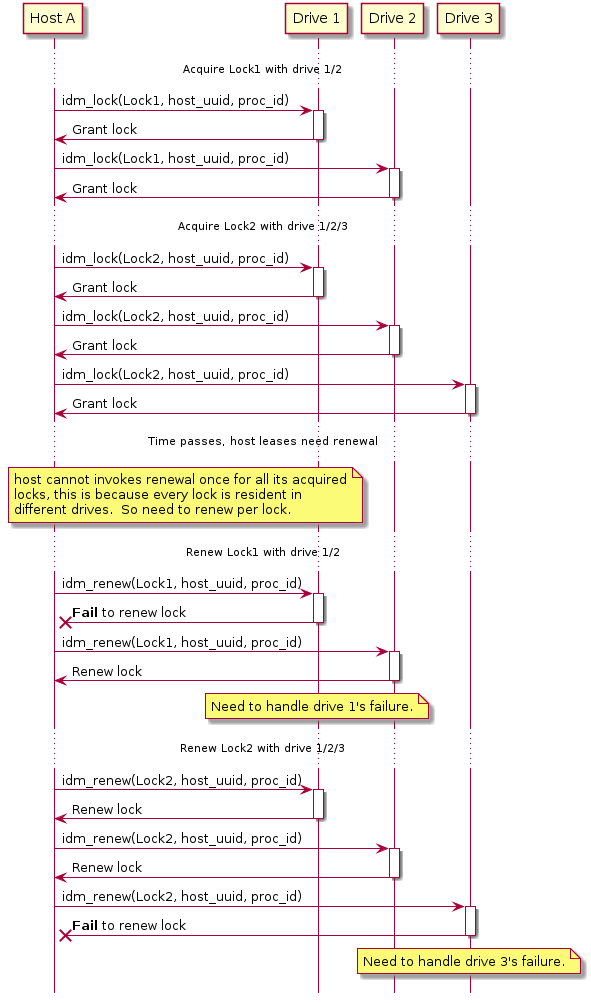 Host A
Drive 1
Drive 2
Drive 3
Acquire Lock1 with drive 1/2
idm_lock(Lock1, host_uuid, proc_id)
Grant lock
idm_lock(Lock1, host_uuid, proc_id)
Grant lock
Acquire Lock2 with drive 1/2/3
idm_lock(Lock2, host_uuid, proc_id)
Grant lock
idm_lock(Lock2, host_uuid, proc_id)
Grant lock
idm_lock(Lock2, host_uuid, proc_id)
Grant lock
Time passes, host leases need renewal
host cannot invokes renewal once for all its acquired
locks, this is because every lock is resident in
different drives.  So need to renew per lock.
Renew Lock1 with drive 1/2
idm_renew(Lock1, host_uuid, proc_id)
Fail to renew lock
idm_renew(Lock1, host_uuid, proc_id)
Renew lock
Need to handle drive 1's failure.
Renew Lock2 with drive 1/2/3
idm_renew(Lock2, host_uuid, proc_id)
Renew lock
idm_renew(Lock2, host_uuid, proc_id)
Renew lock
idm_renew(Lock2, host_uuid, proc_id)
Fail to renew lock
Need to handle drive 3's failure.